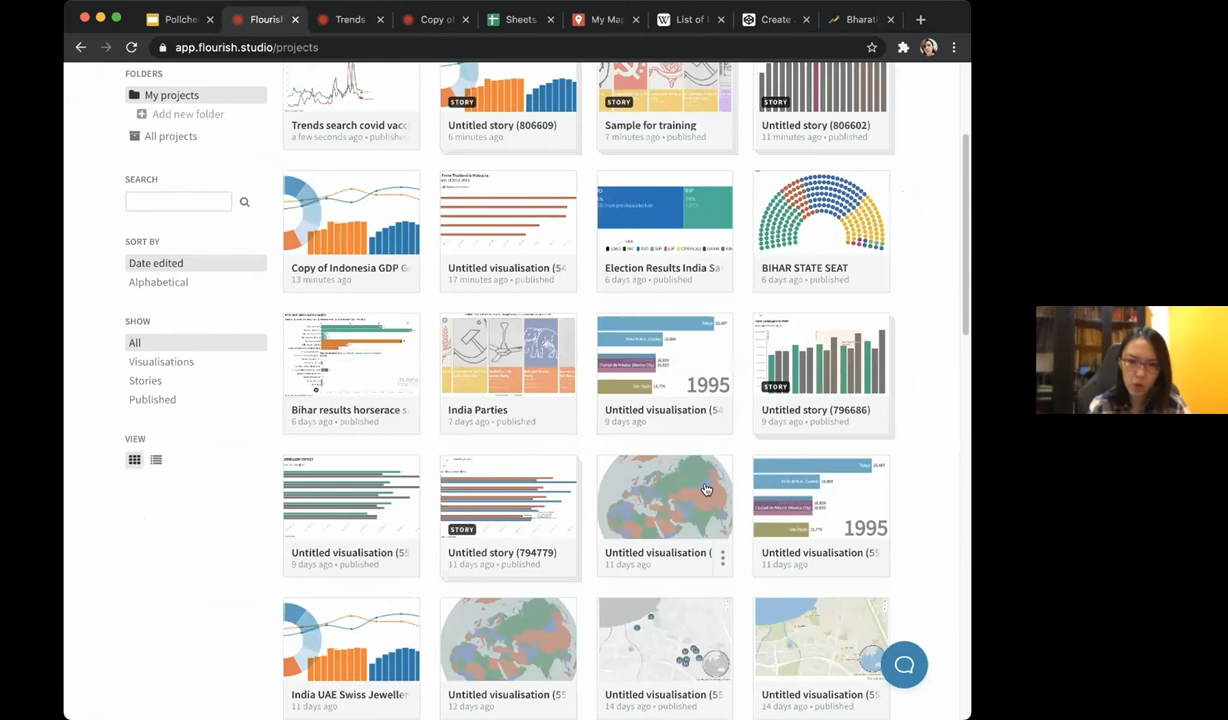 Pollche
Flouris
Trends
Copy of
Sheets
My Map
List of
Create
Bharati
app.flourish.studio/projects
FOLDERS
My projects
Add new folder
All projects
SEARCH
SORT BY
Date edited
Alphabetical
SHOW
All
Visualisations
Stories
Published
VIEW
Trends search covid vacc
a few seconds ago • publishe
STORY
Untitled story (806609)
6 minutes ago
STORY
Sample for training
7 minutes ago
STORY
Untitled story (806602)
11 minutes ago • published
Copy of Indonesia GDP G
13 minutes ago
Untitled visualisation (54
17 minutes ago • published
Election Results India Sa
6 days ago • published
BIHAR STATE SEAT
6 days ago • published
Bihar results horserace s
6 days ago • published
India Parties
7 days ago • published
1995
Untitled visualisation (54
9 days ago
STORY
Untitled story (796686)
9 days ago • published
Untitled visualisation (55
9 days ago • published
STORY
Untitled story (794779)
11 days ago • published
Untitled visualisation (
11 days ago
1995
Untitled visualisation (55
11 days ago
India UAE Swiss Jeweller
11 days ago
Untitled visualisation (55
12 days ago
Untitled visualisation (55
14 days ago • published
Untitled visualisation (55
14 days ago • published